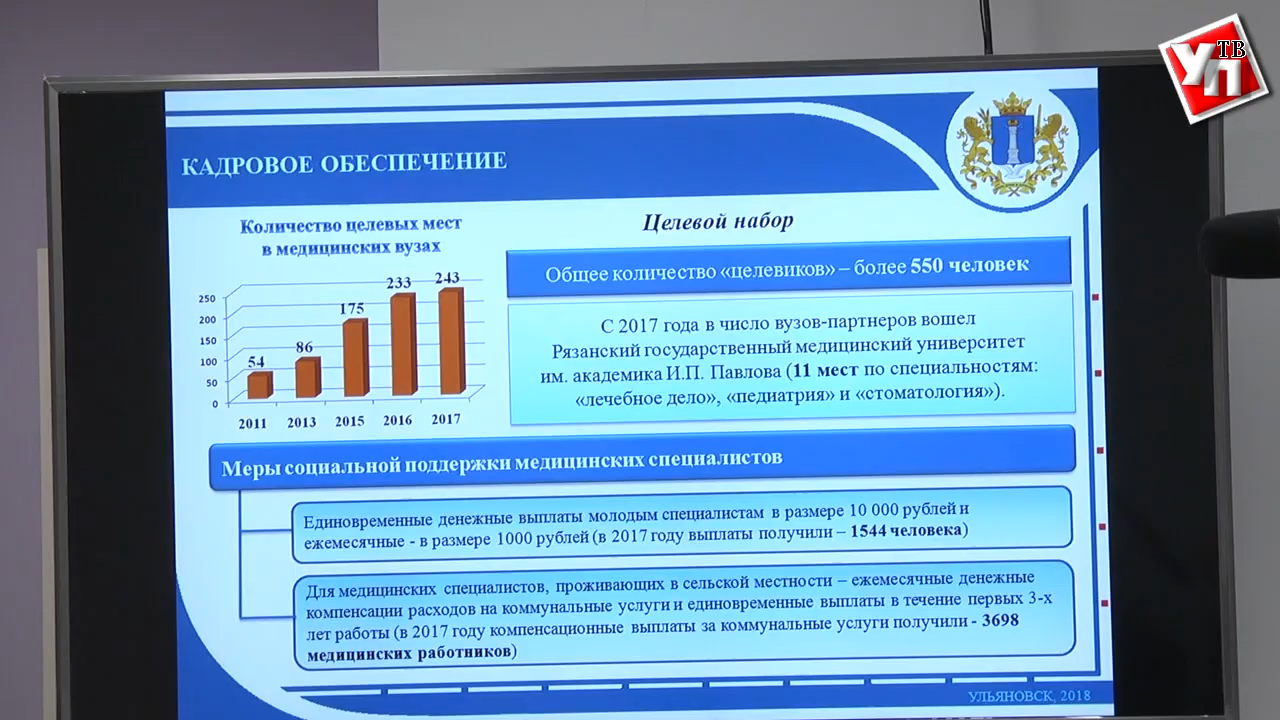 УП
ТВ
КАДРОВОЕ ОБЕСПЕЧЕНИЕ
Количество целевых мест
в медицинских вузах
250
200
150
100
50
0
54
86
175
233
243
2011
2013
2015
2016
2017
Целевой набор
Общее количество «целевиков» – более 550 человек
С 2017 года в число вузов-партнеров вошел
Рязанский государственный медицинский университет
им. академика И.П. Павлова (11 мест по специальностям:
«лечебное дело», «педиатрия» и «стоматология»).
Меры социальной поддержки медицинских специалистов
Единовременные денежные выплаты молодым специалистам в размере 10 000 рублей и
ежемесячные - в размере 1000 рублей (в 2017 году выплаты получили – 1544 человека)
Для медицинских специалистов, проживающих в сельской местности – ежемесячные денежные
компенсации расходов на коммунальные услуги и единовременные выплаты в течение первых 3-х
лет работы (в 2017 году компенсационные выплаты за коммунальные услуги получили - 3698
медицинских работников)
УЛЬЯНОВСК, 2018